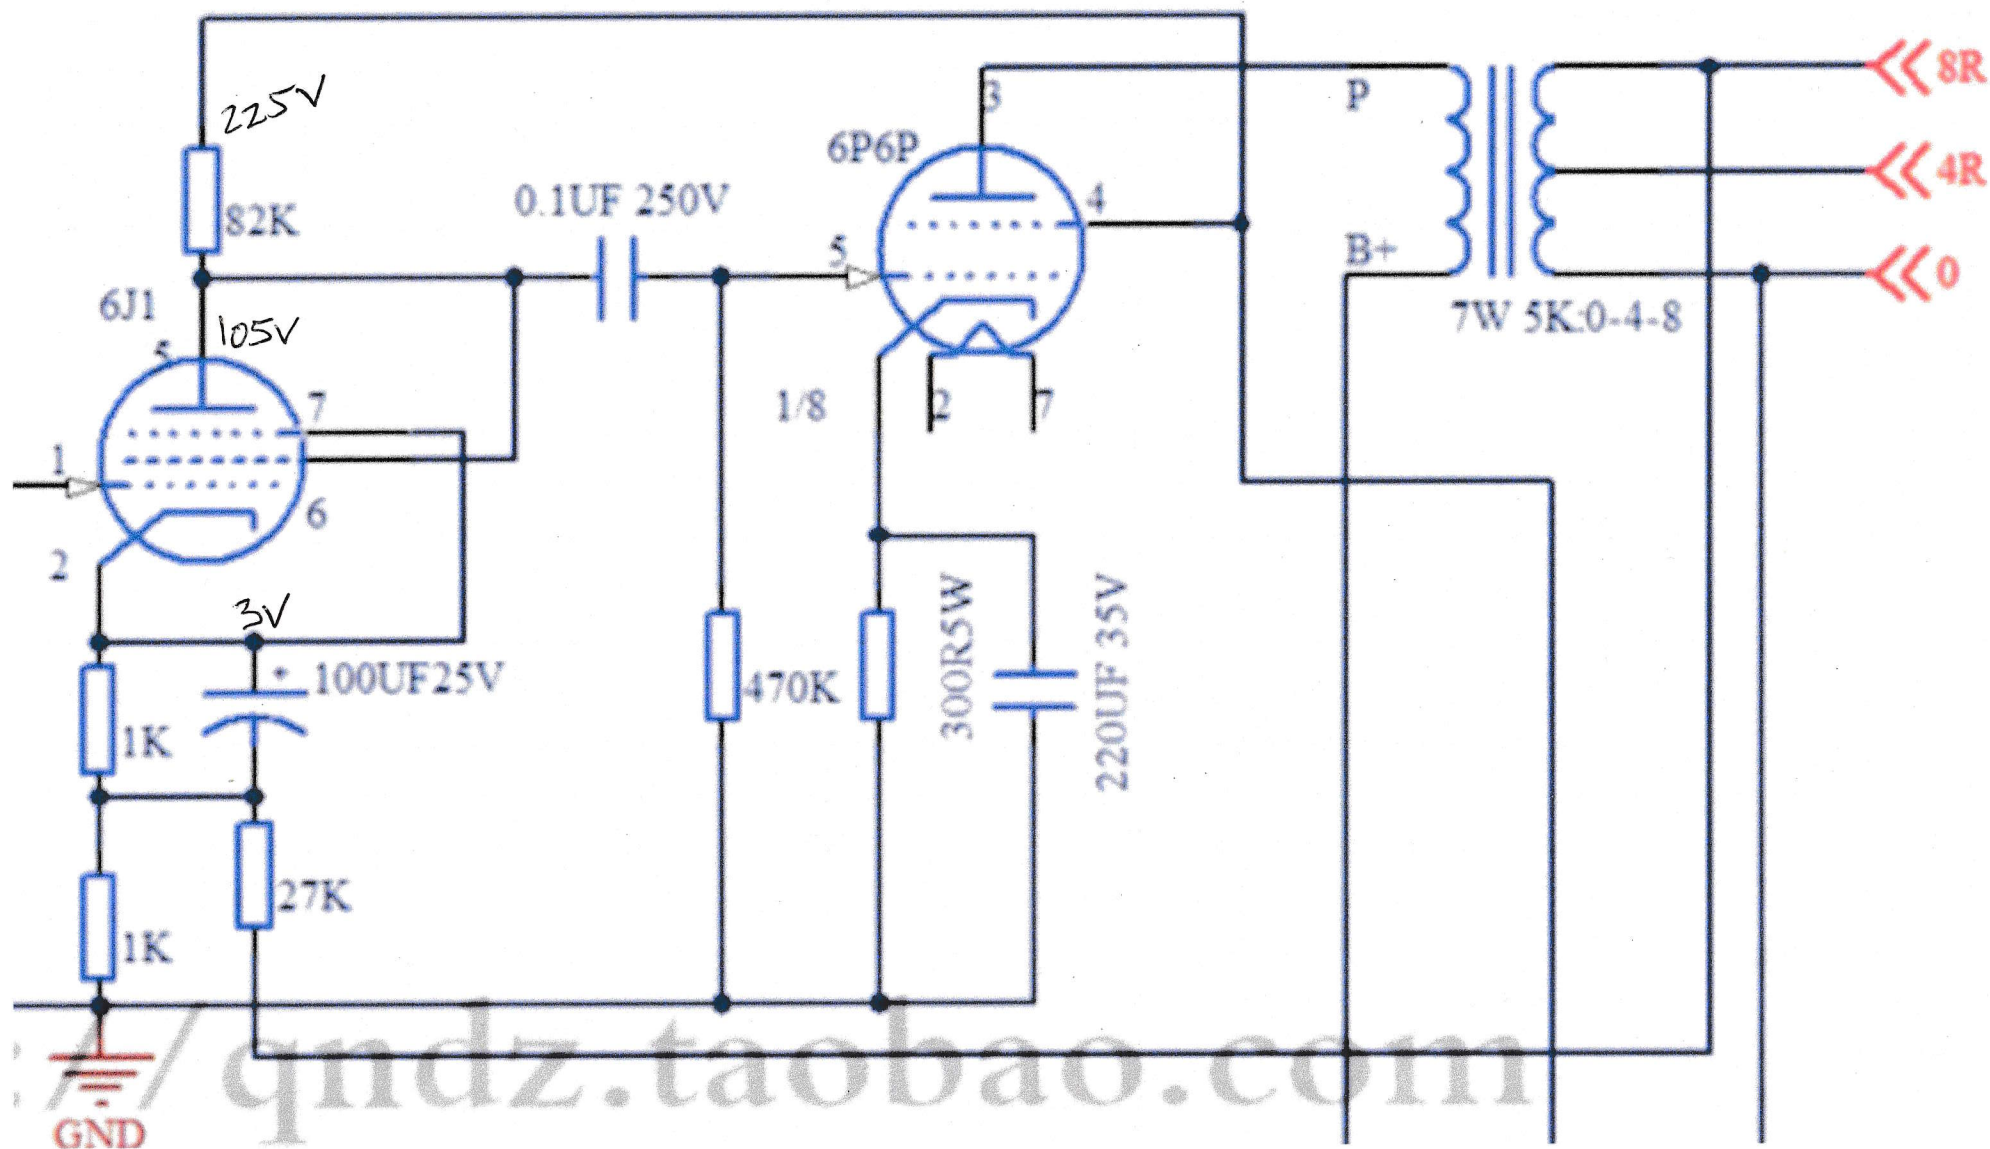 225V
82K
6J1
105V
5
7
1
6
2
3V
+
100UF25V
1K
27K
1K
GND
0.1UF 250V
470K
6P6P
3
4
5
1/8
2
7
300R5W
220UF 35V
P
B+
7W 5K:0-4-8
8R
4R
0
://qndz.taobao.com